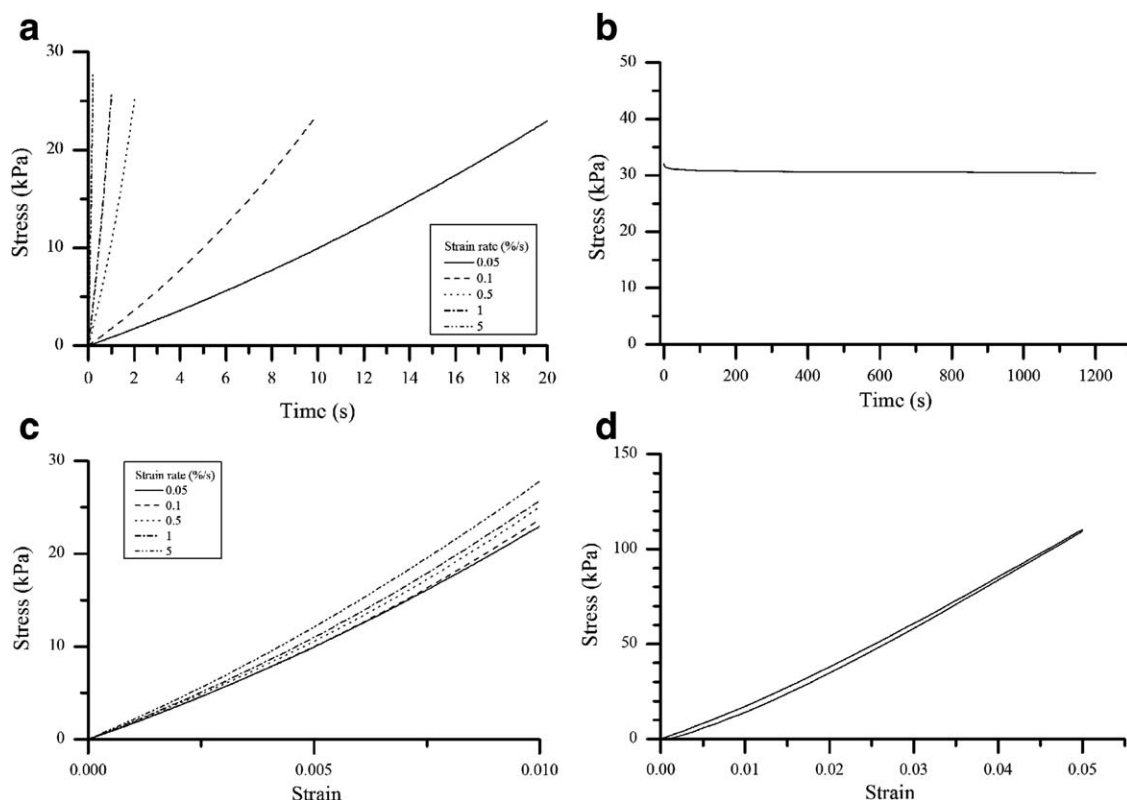 a
Stress (kPa)
30
20
10
0
0 2 4 6 8 10 12 14 16 18 20
Time (s)
Strain rate (%/s)
0.05
0.1
0.5
1
5
b
Stress (kPa)
50
40
30
20
10
0
0 200 400 600 800 1000 1200
Time (s)
c
Stress (kPa)
30
20
10
0
0.000 0.005 0.010
Strain
Strain rate (%/s)
0.05
0.1
0.5
1
5
d
Stress (kPa)
150
100
50
0
0.00 0.01 0.02 0.03 0.04 0.05
Strain